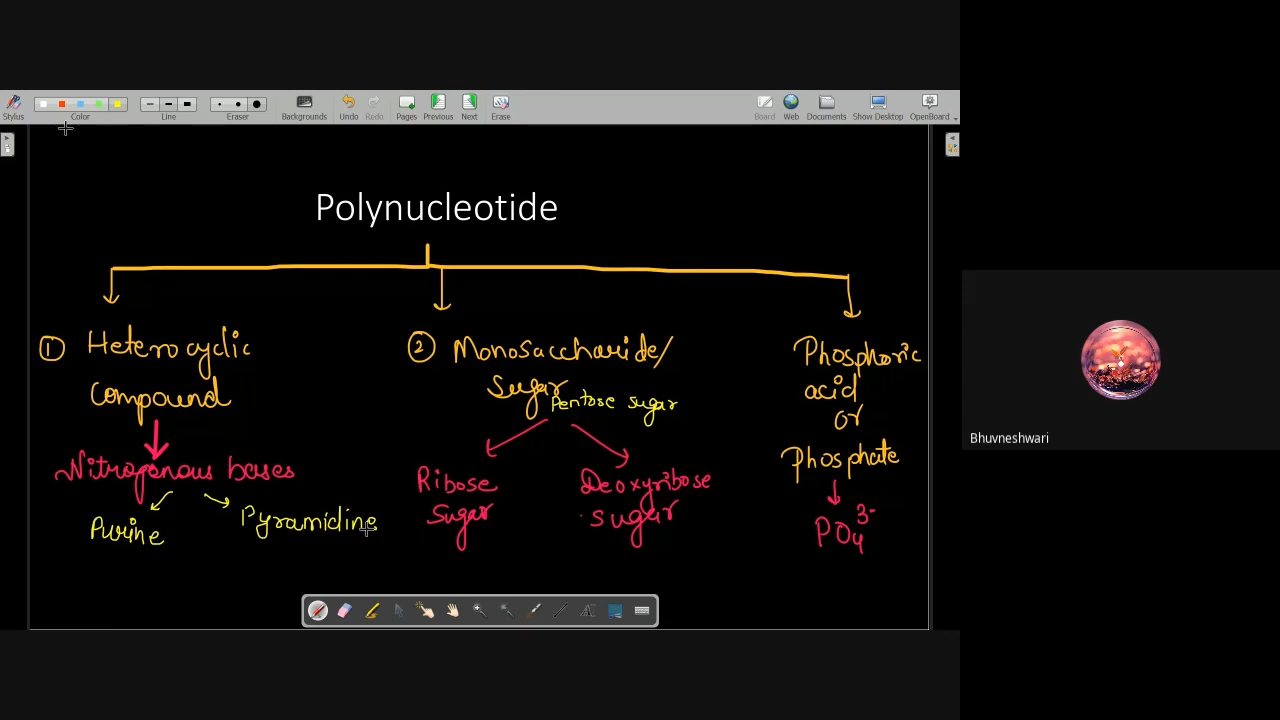 Stylus
Color
Line
Eraser
Backgrounds
Undo
Redo
Pages
Previous
Next
Erase
Board
Web
Documents
Show Desktop
OpenBoard
Polynucleotide
① Heterocyclic
compound
Nitrogenous bases
Purine
Pyramidine
② Monosaccharide/
Sugar
Pentose sugar
Ribose
Sugar
Deoxyribose
sugar
Phosphoric
acid
or
Phosphate
PO₄³⁻
Bhuvneshwari